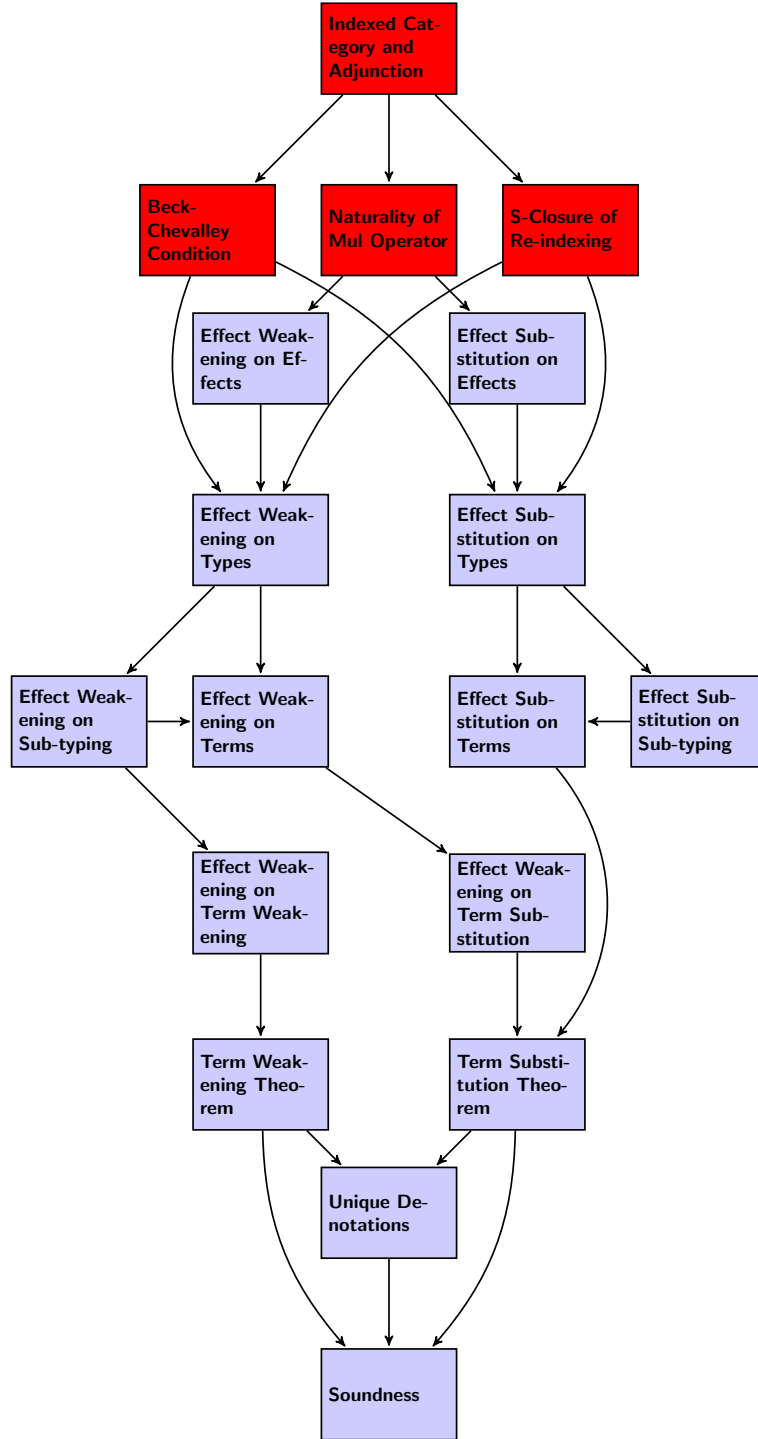 Indexed Cat-
egory and
Adjunction
Beck-
Chevalley
Condition
Naturality of
Mul Operator
S-Closure of
Re-indexing
Effect Weak-
ening on Ef-
fects
Effect Sub-
stitution on
Effects
Effect Weak-
ening on
Types
Effect Sub-
stitution on
Types
Effect Weak-
ening on
Sub-typing
Effect Weak-
ening on
Terms
Effect Sub-
stitution on
Terms
Effect Sub-
stitution on
Sub-typing
Effect Weak-
ening on
Term Weak-
ening
Effect Weak-
ening on
Term Sub-
stitution
Term Weak-
ening Theo-
rem
Term Substi-
tution Theo-
rem
Unique De-
notations
Soundness